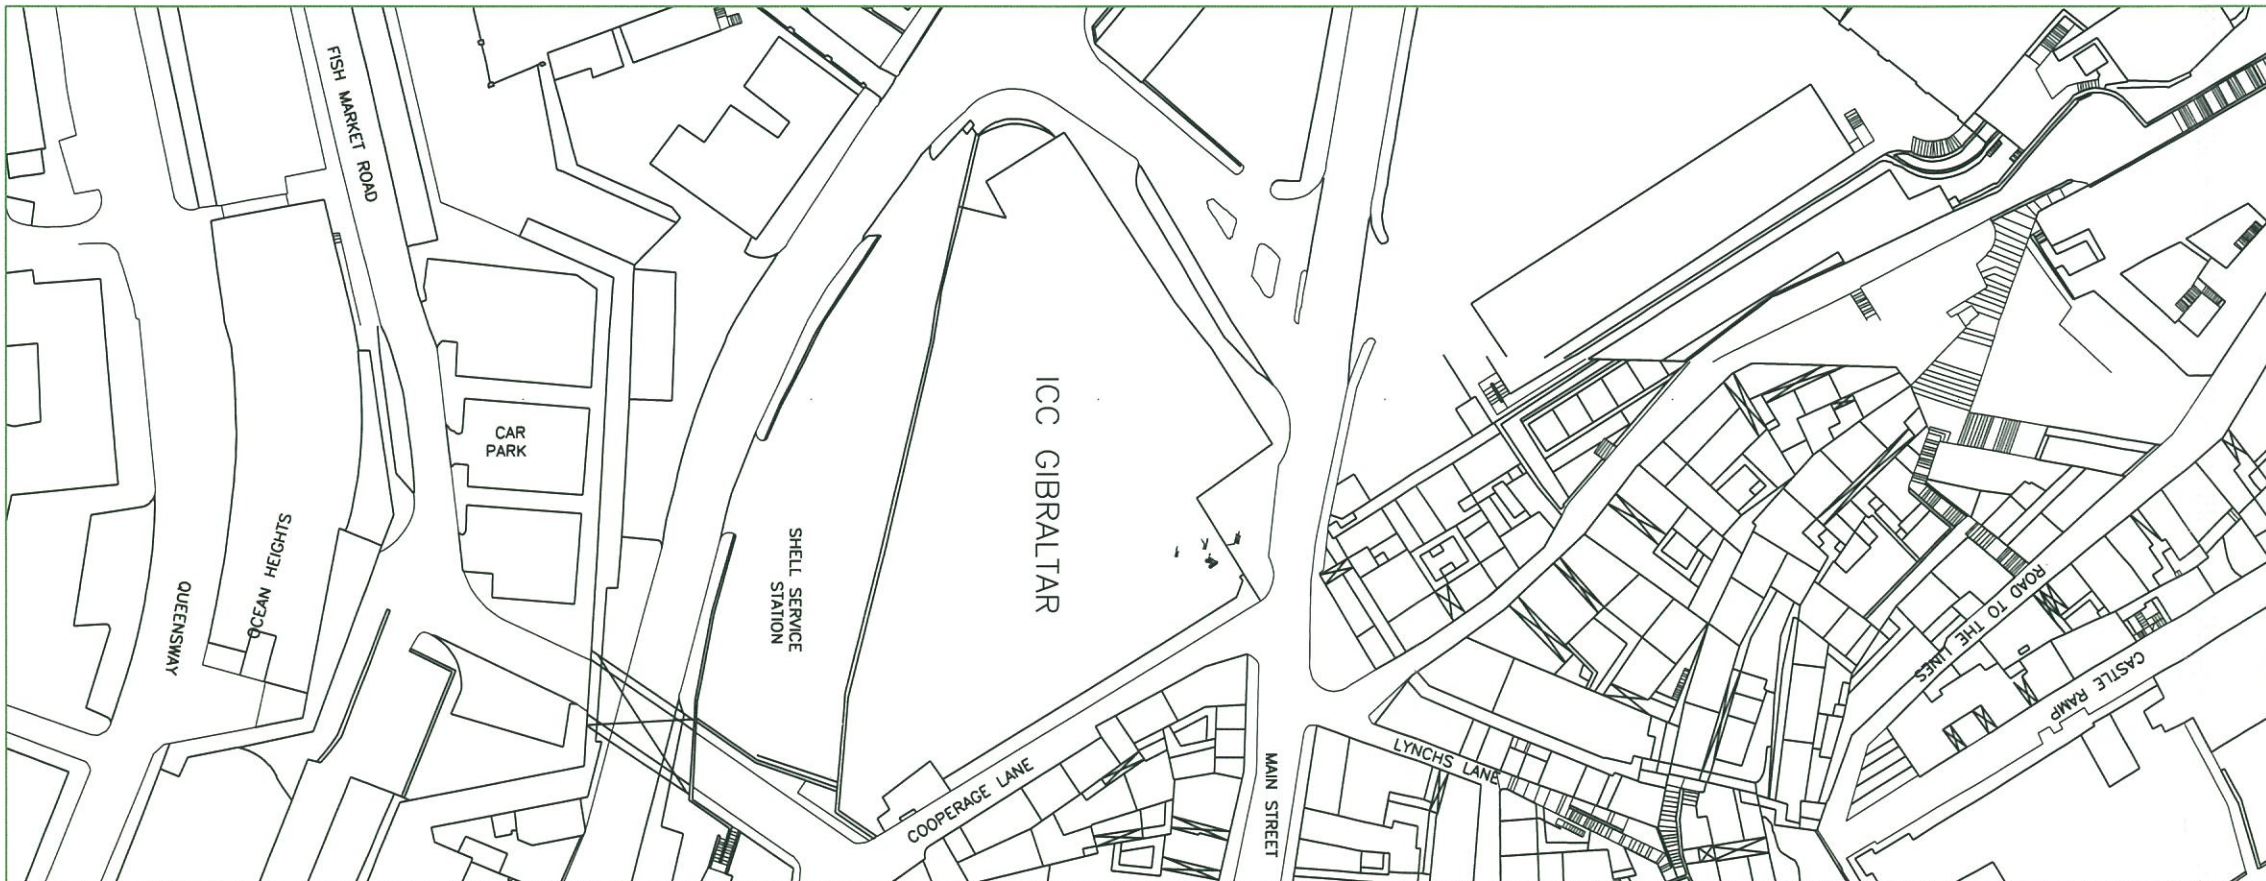 FISH MARKET ROAD
CAR
PARK
ICC GIBRALTAR
SHELL SERVICE
STATION
OCEAN HEIGHTS
QUEENSWAY
COOPERAGE LANE
MAIN STREET
LYNCHS LANE
ROAD TO THE LINES
CASTLE RAMP